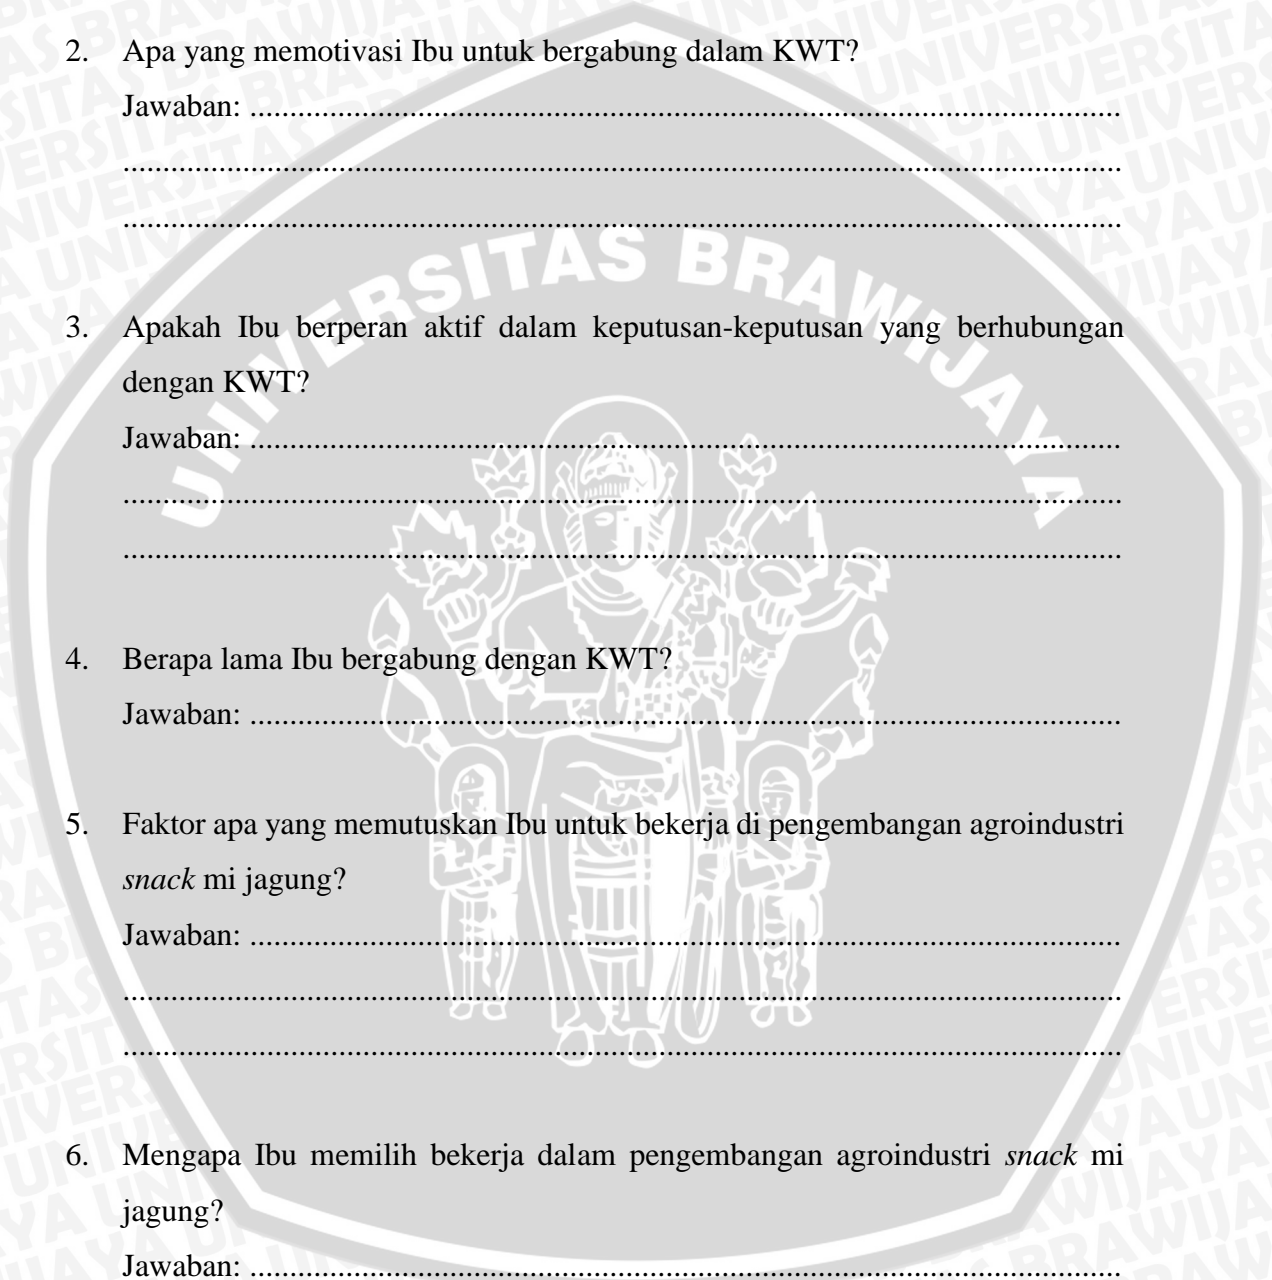 2. Apa yang memotivasi Ibu untuk bergabung dalam KWT?
Jawaban: .............................................................................................................
.............................................................................................................................
.............................................................................................................................
UNIVERSITAS BRAWIJAYA
3. Apakah Ibu berperan aktif dalam keputusan-keputusan yang berhubungan
dengan KWT?
Jawaban: .............................................................................................................
.............................................................................................................................
.............................................................................................................................
4. Berapa lama Ibu bergabung dengan KWT?
Jawaban: .............................................................................................................
5. Faktor apa yang memutuskan Ibu untuk bekerja di pengembangan agroindustri
snack mi jagung?
Jawaban: .............................................................................................................
.............................................................................................................................
.............................................................................................................................
6. Mengapa Ibu memilih bekerja dalam pengembangan agroindustri snack mi
jagung?
Jawaban: .............................................................................................................